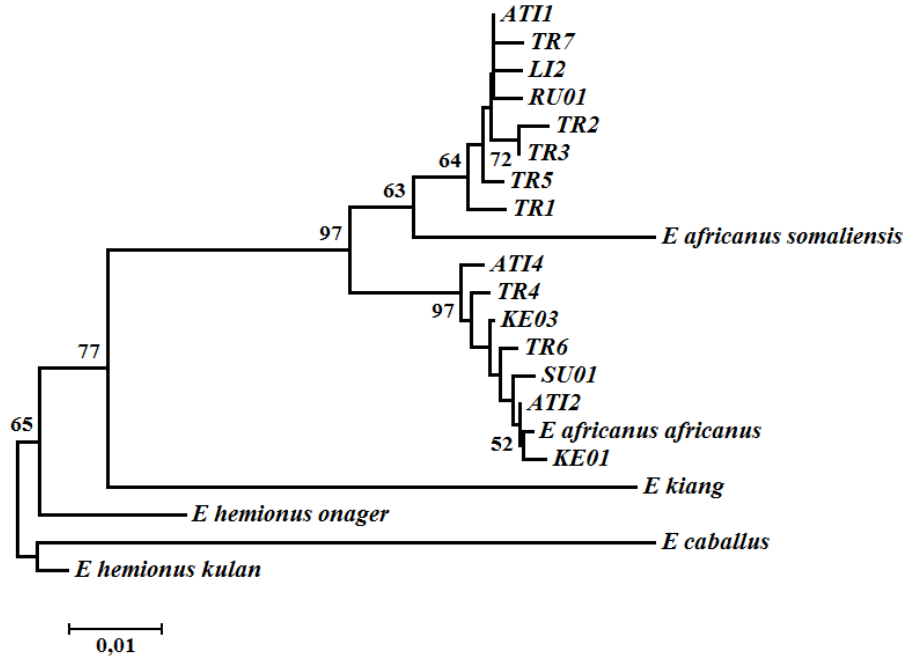 ATI1
TR7
LI2
RU01
TR2
72
TR3
64
TR5
63
TR1
97
E africanus somaliensis
ATI4
TR4
97
KE03
TR6
77
SU01
ATI2
65
E africanus africanus
52
KE01
E kiang
E hemionus onager
E caballus
E hemionus kulan
0,01